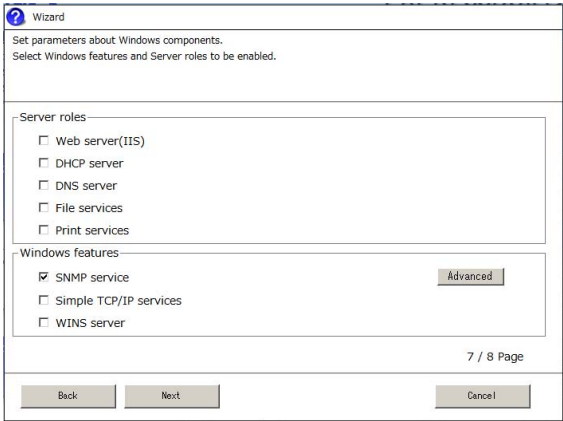 Wizard
Set parameters about Windows components.
Select Windows features and Server roles to be enabled.
Server roles
Web server(IIS)
DHCP server
DNS server
File services
Print services
Windows features
SNMP service
Advanced
Simple TCP/IP services
WINS server
7 / 8 Page
Back
Next
Cancel